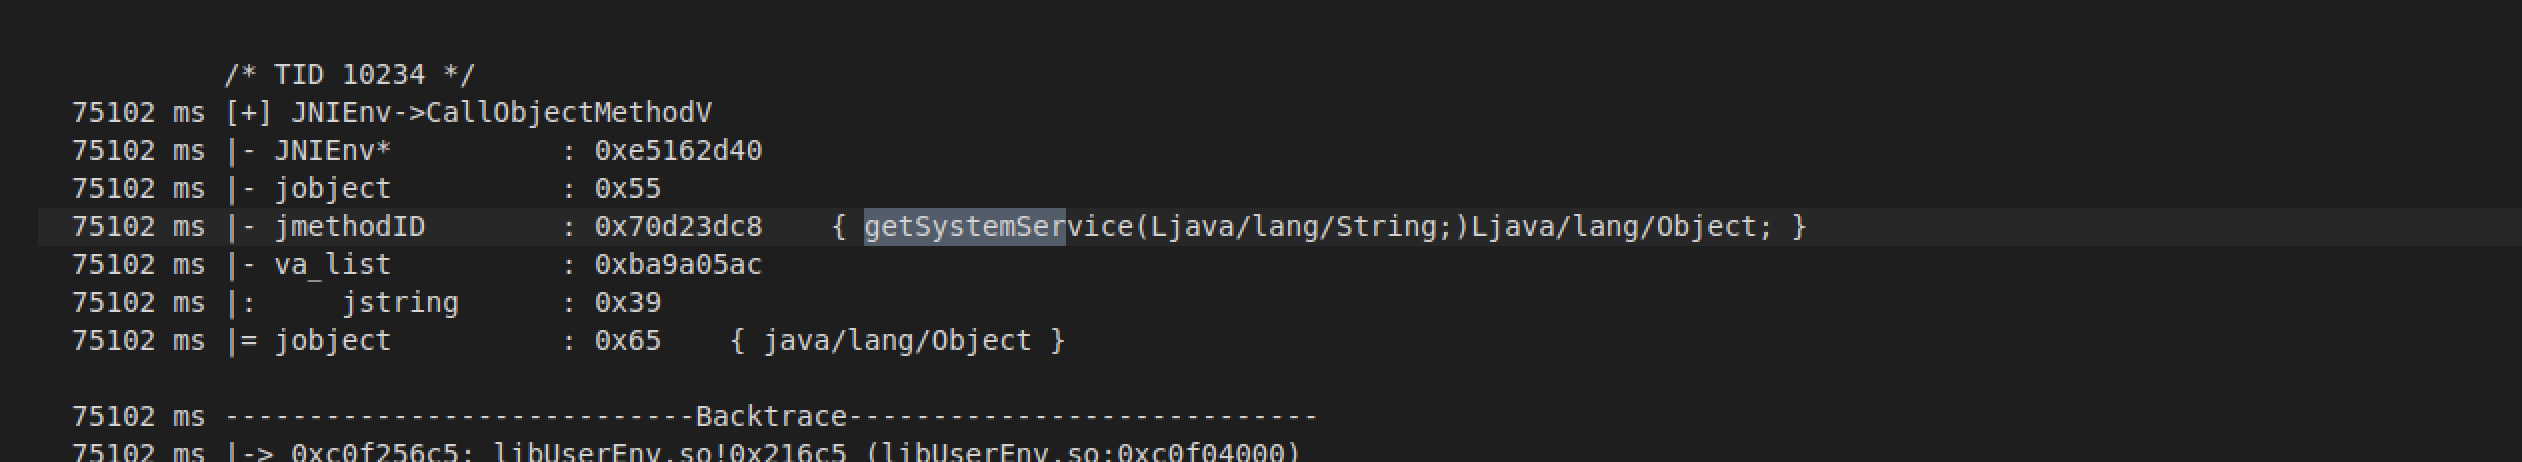 /* TID 10234 */
75102 ms [+] JNIEnv->CallObjectMethodV
75102 ms |- JNIEnv*          : 0xe5162d40
75102 ms |- jobject          : 0x55
75102 ms |- jmethodID        : 0x70d23dc8    { getSystemService(Ljava/lang/String;)Ljava/lang/Object; }
75102 ms |- va_list          : 0xba9a05ac
75102 ms |:     jstring      : 0x39
75102 ms |= jobject          : 0x65    { java/lang/Object }
75102 ms ----------------------------Backtrace----------------------------
75102 ms |-> 0xc0f256c5: libUserEnv.so!0x216c5 (libUserEnv.so:0xc0f04000)